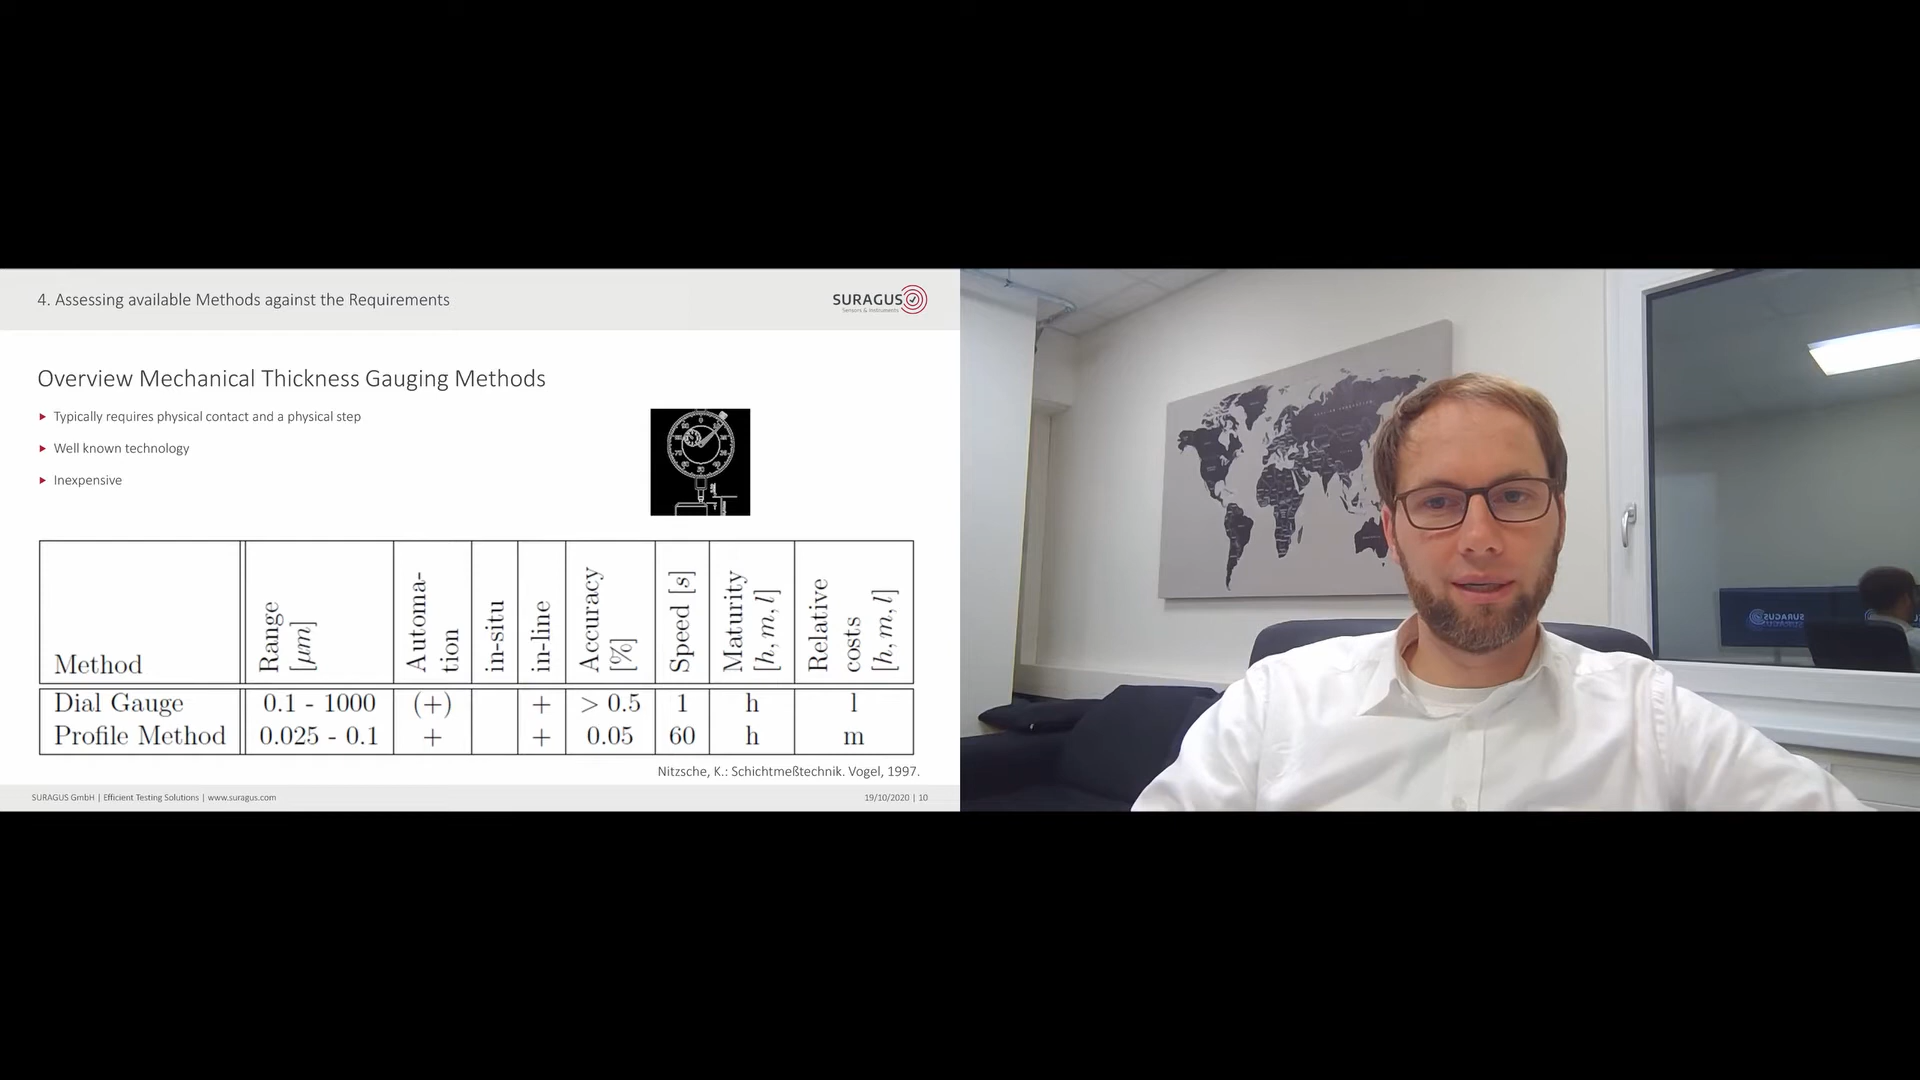 4. Assessing available Methods against the Requirements
SURAGUS
Sensors & Instruments
Overview Mechanical Thickness Gauging Methods
Typically requires physical contact and a physical step
Well known technology
Inexpensive
Method
Range [μm]
Automa-
tion
in-situ
in-line
Accuracy [%]
Speed [s]
Maturity [h, m, l]
Relative costs [h, m, l]
Dial Gauge 0.1 - 1000 (+) + > 0.5 1 h l
Profile Method 0.025 - 0.1 + + 0.05 60 h m
Nitzsche, K.: Schichtmeßtechnik. Vogel, 1997.
SURAGUS GmbH | Efficient Testing Solutions | www.suragus.com
19/10/2020 | 10
SURAGUS